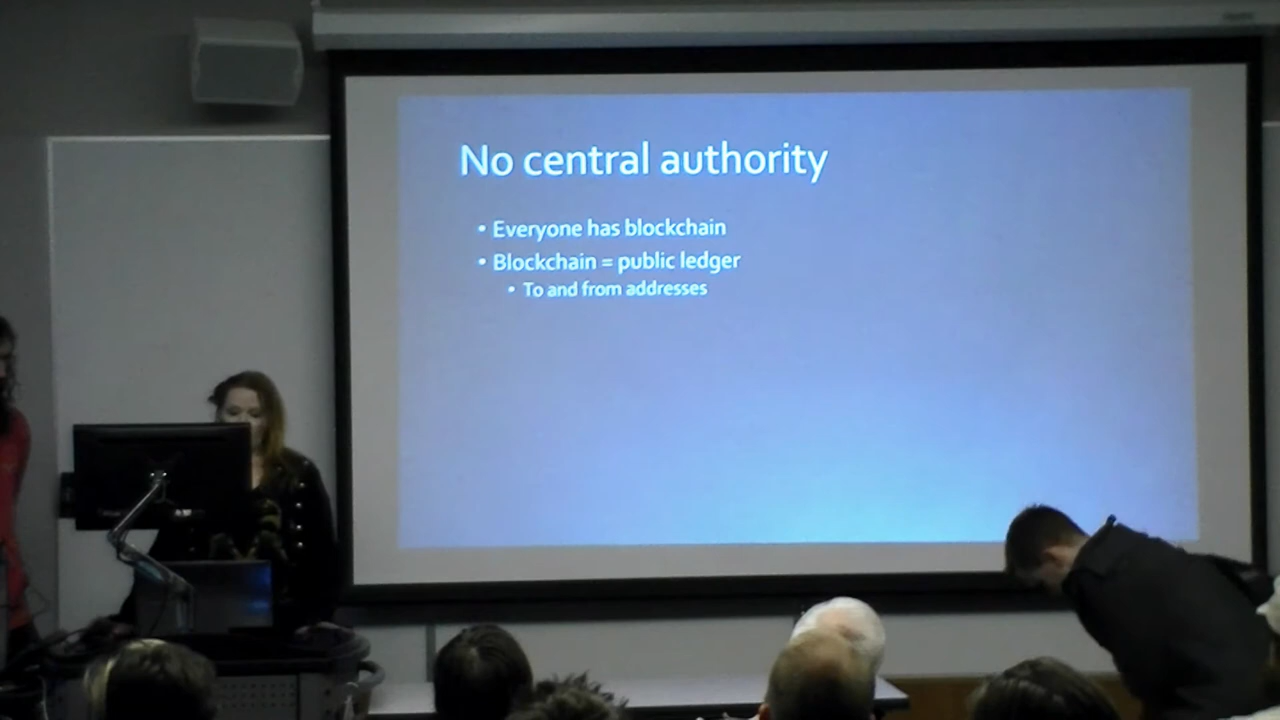 No central authority
• Everyone has blockchain
• Blockchain = public ledger
• To and from addresses